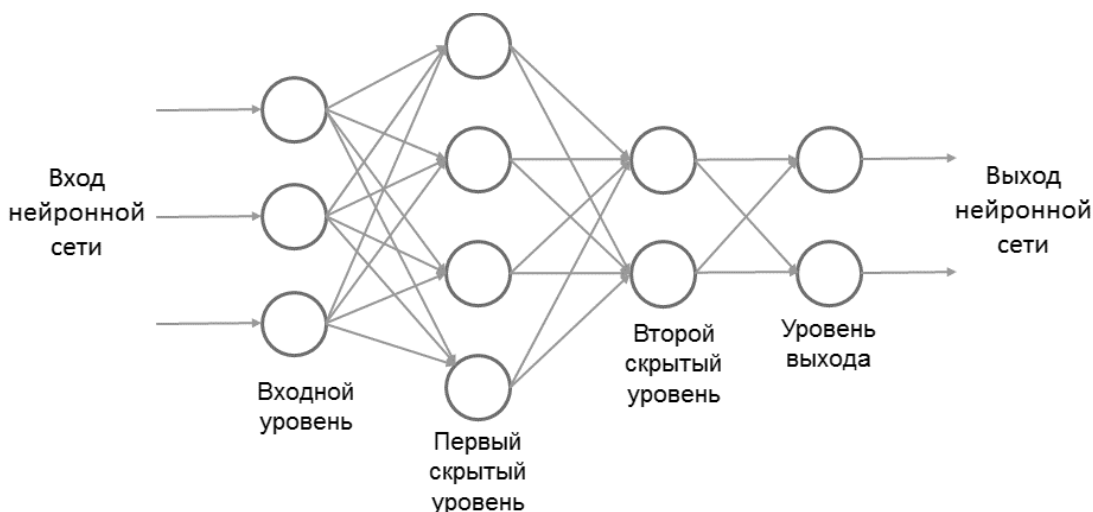 Вход
нейронной
сети
Входной
уровень
Первый
скрытый
уровень
Второй
скрытый
уровень
Уровень
выхода
Выход
нейронной
сети